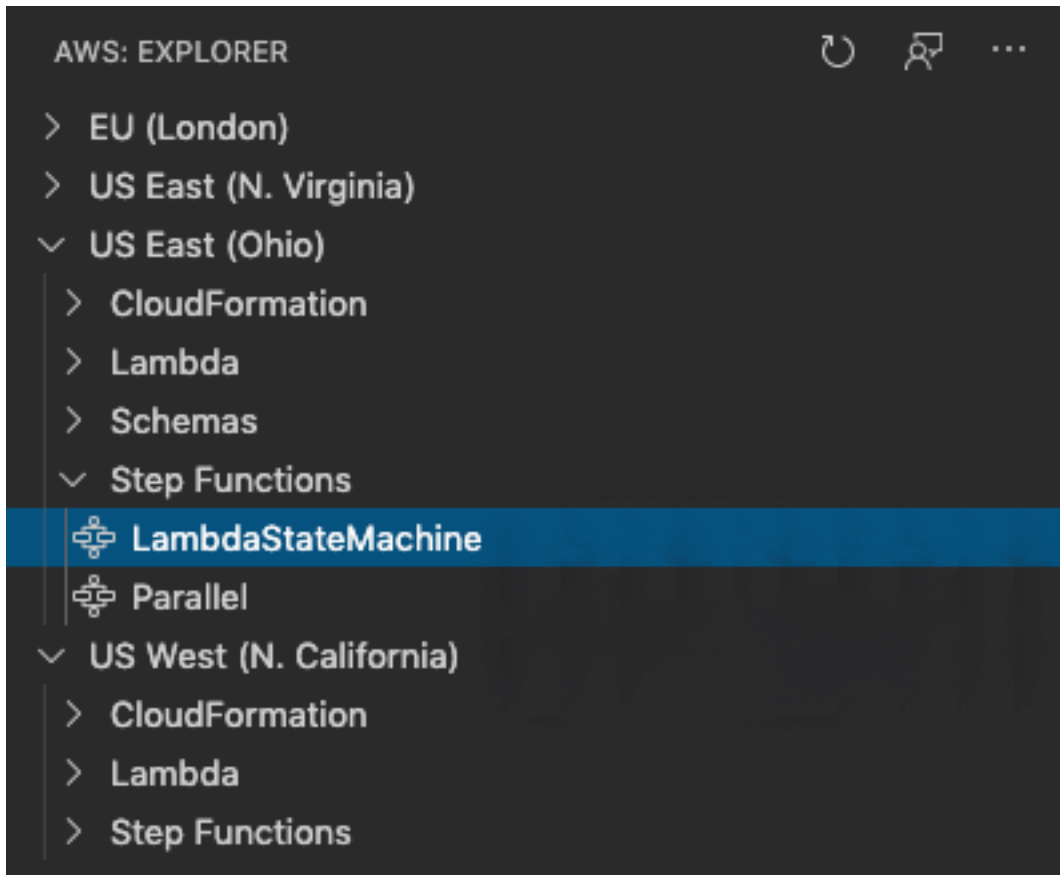 AWS: EXPLORER
EU (London)
US East (N. Virginia)
US East (Ohio)
CloudFormation
Lambda
Schemas
Step Functions
LambdaStateMachine
Parallel
US West (N. California)
CloudFormation
Lambda
Step Functions